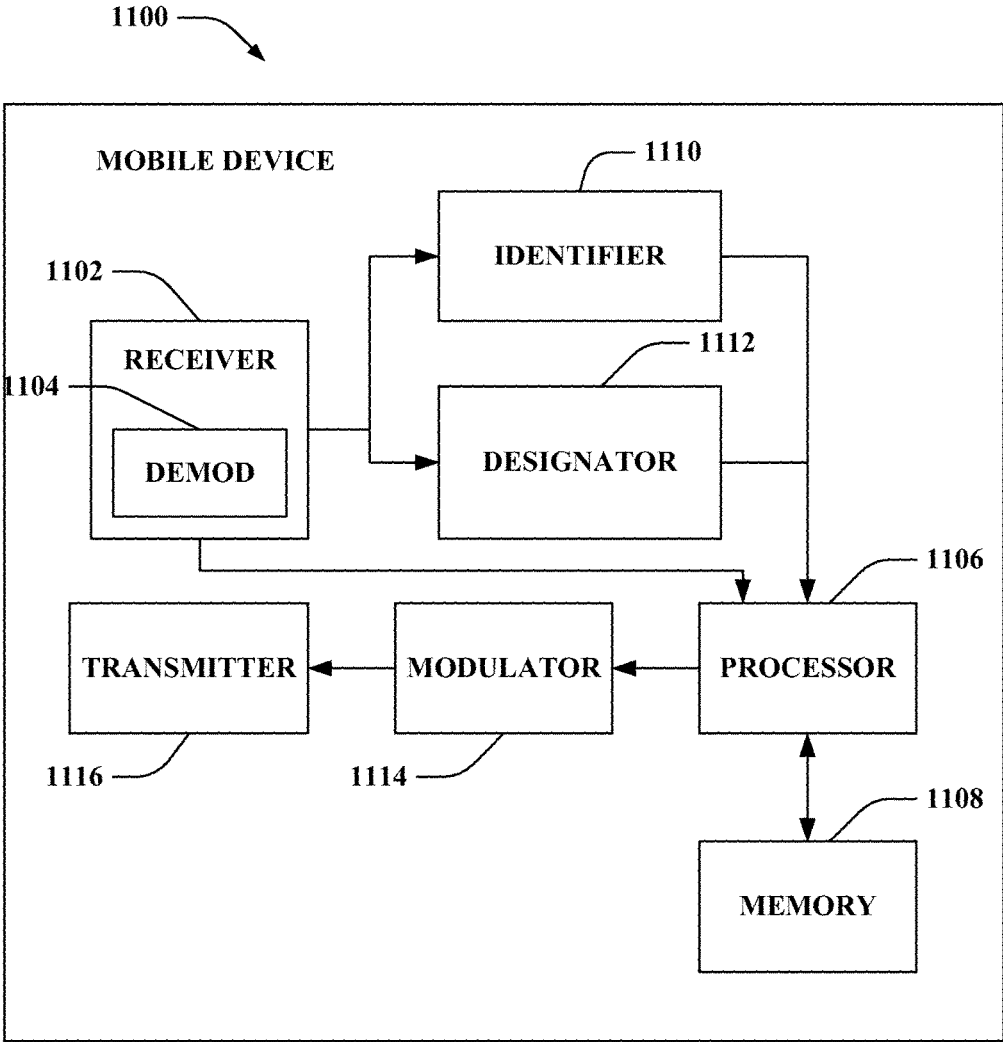 1100
MOBILE DEVICE
1110
IDENTIFIER
1102
RECEIVER
1112
1104
DEMOD
DESIGNATOR
1106
TRANSMITTER
MODULATOR
PROCESSOR
1116
1114
1108
MEMORY